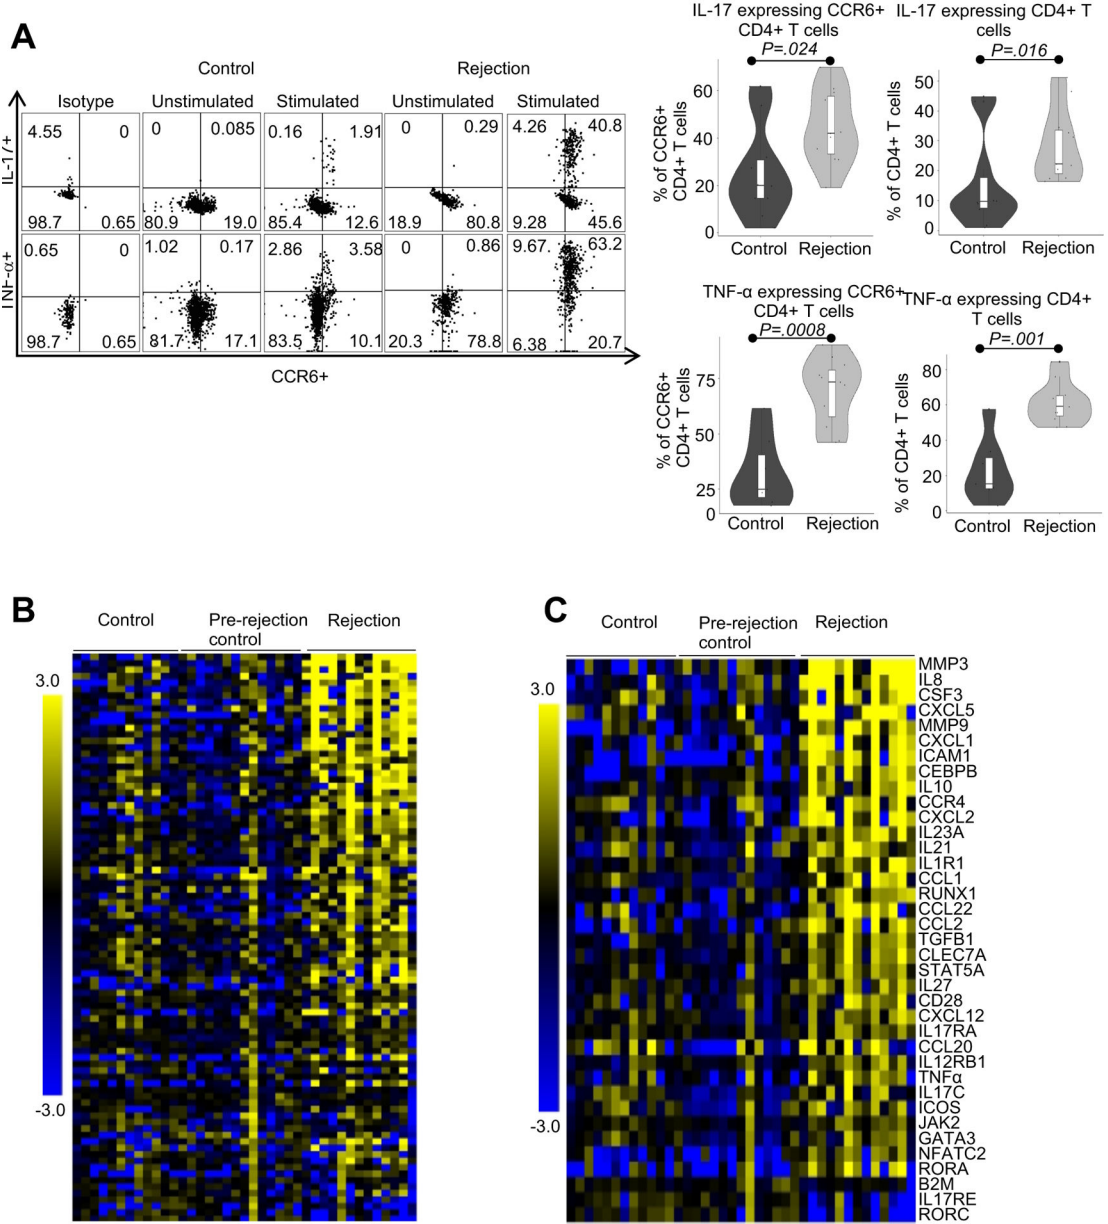 A
Control
Rejection
Isotype
Unstimulated
Stimulated
Unstimulated
Stimulated
IL-17+
4.55
0
98.7
0.65
0
0.085
80.9
19.0
0.16
1.91
85.4
12.6
0
0.29
18.9
80.8
4.26
40.8
9.28
45.6
TNF-α+
0.65
0
98.7
0.65
1.02
0.17
81.7
17.1
2.86
3.58
83.5
10.1
0
0.86
20.3
78.8
9.67
63.2
6.38
20.7
CCR6+
IL-17 expressing CCR6+
CD4+ T cells
P=.024
% of CCR6+
CD4+ T cells
60
40
20
0
Control
Rejection
IL-17 expressing CD4+ T
cells
P=.016
% of CD4+ T cells
50
40
30
20
10
0
Control
Rejection
TNF-α expressing CCR6+
CD4+ T cells
P=.0008
% of CCR6+
CD4+ T cells
75
50
25
0
Control
Rejection
TNF-α expressing CD4+
T cells
P=.001
% of CD4+ T cells
80
60
40
20
0
Control
Rejection
B
Control
Pre-rejection
control
Rejection
3.0
-3.0
C
Control
Pre-rejection
control
Rejection
3.0
-3.0
MMP3
IL8
CSF3
CXCL5
MMP9
CXCL1
ICAM1
CEBPB
IL10
CCR4
CXCL2
IL23A
IL21
IL1R1
CCL1
RUNX1
CCL22
CCL2
TGFB1
CLEC7A
STAT5A
IL27
CD28
CXCL12
IL17RA
CCL20
IL12RB1
TNFα
IL17C
ICOS
JAK2
GATA3
NFATC2
RORA
B2M
IL17RE
RORC